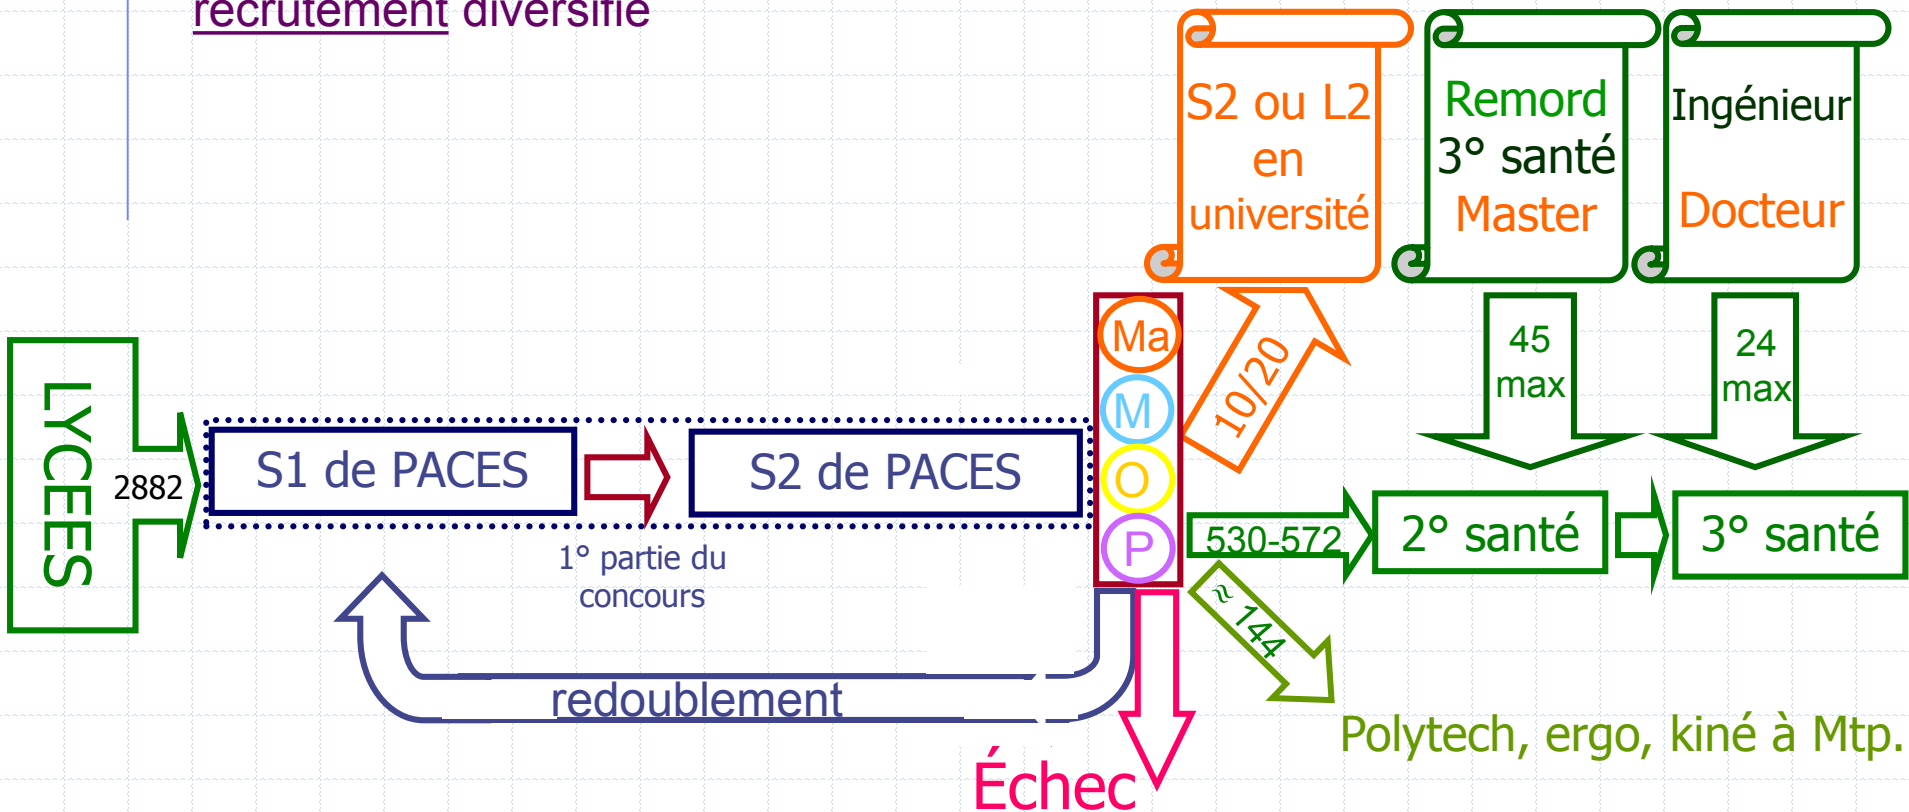 recrutement diversifié
S2 ou L2
en
université
Remord
3° santé
Master
Ingénieur
Docteur
45
max
24
max
10/20
Ma
M
O
P
LYCEES
2882
S1 de PACES
S2 de PACES
1° partie du
concours
530-572
2° santé
3° santé
≈ 144
redoublement
Polytech, ergo, kiné à Mtp.
Échec